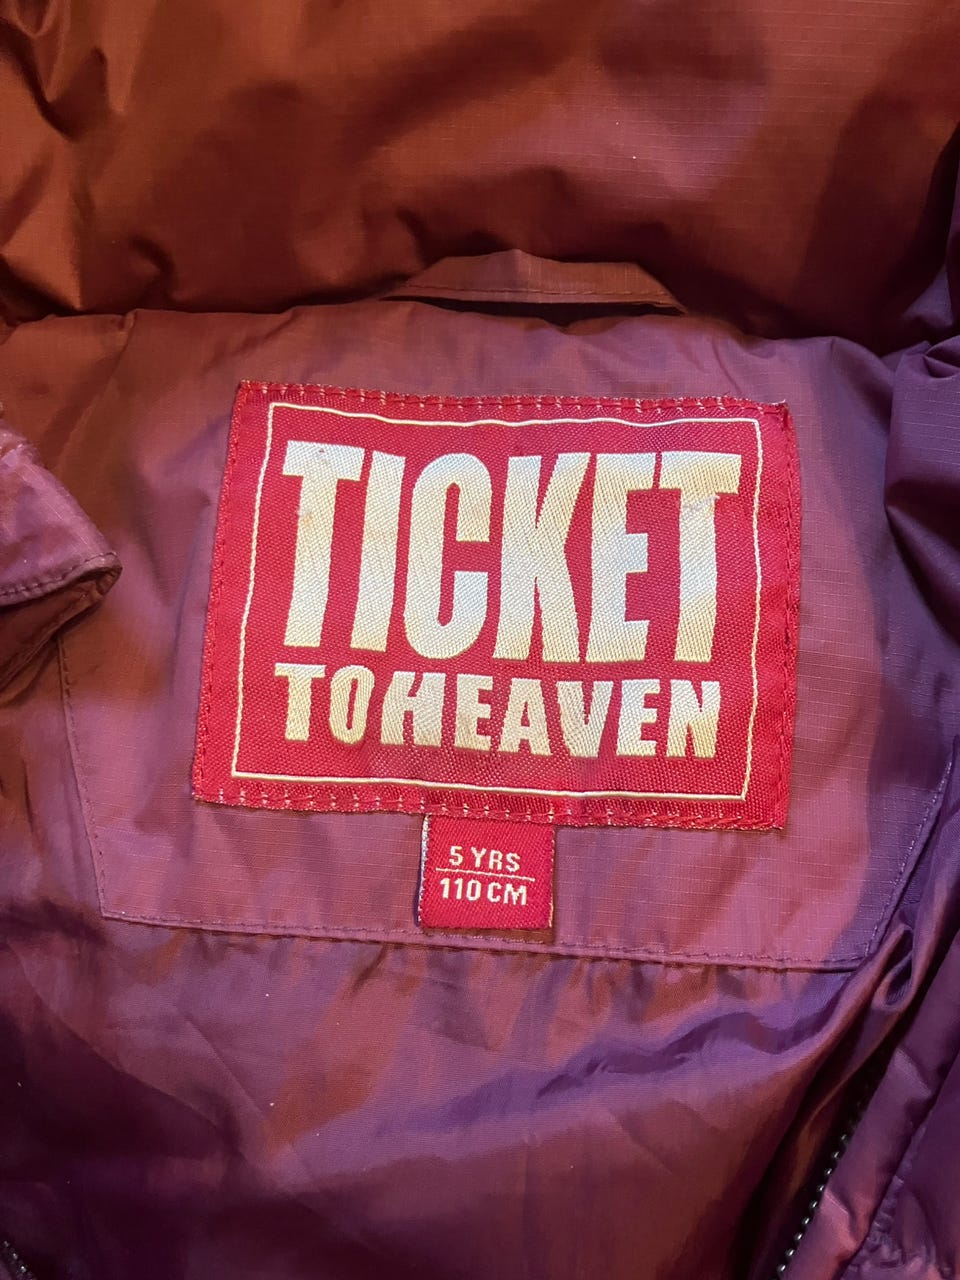 TICKET
TOHEAVEN
5 YRS
110 CM